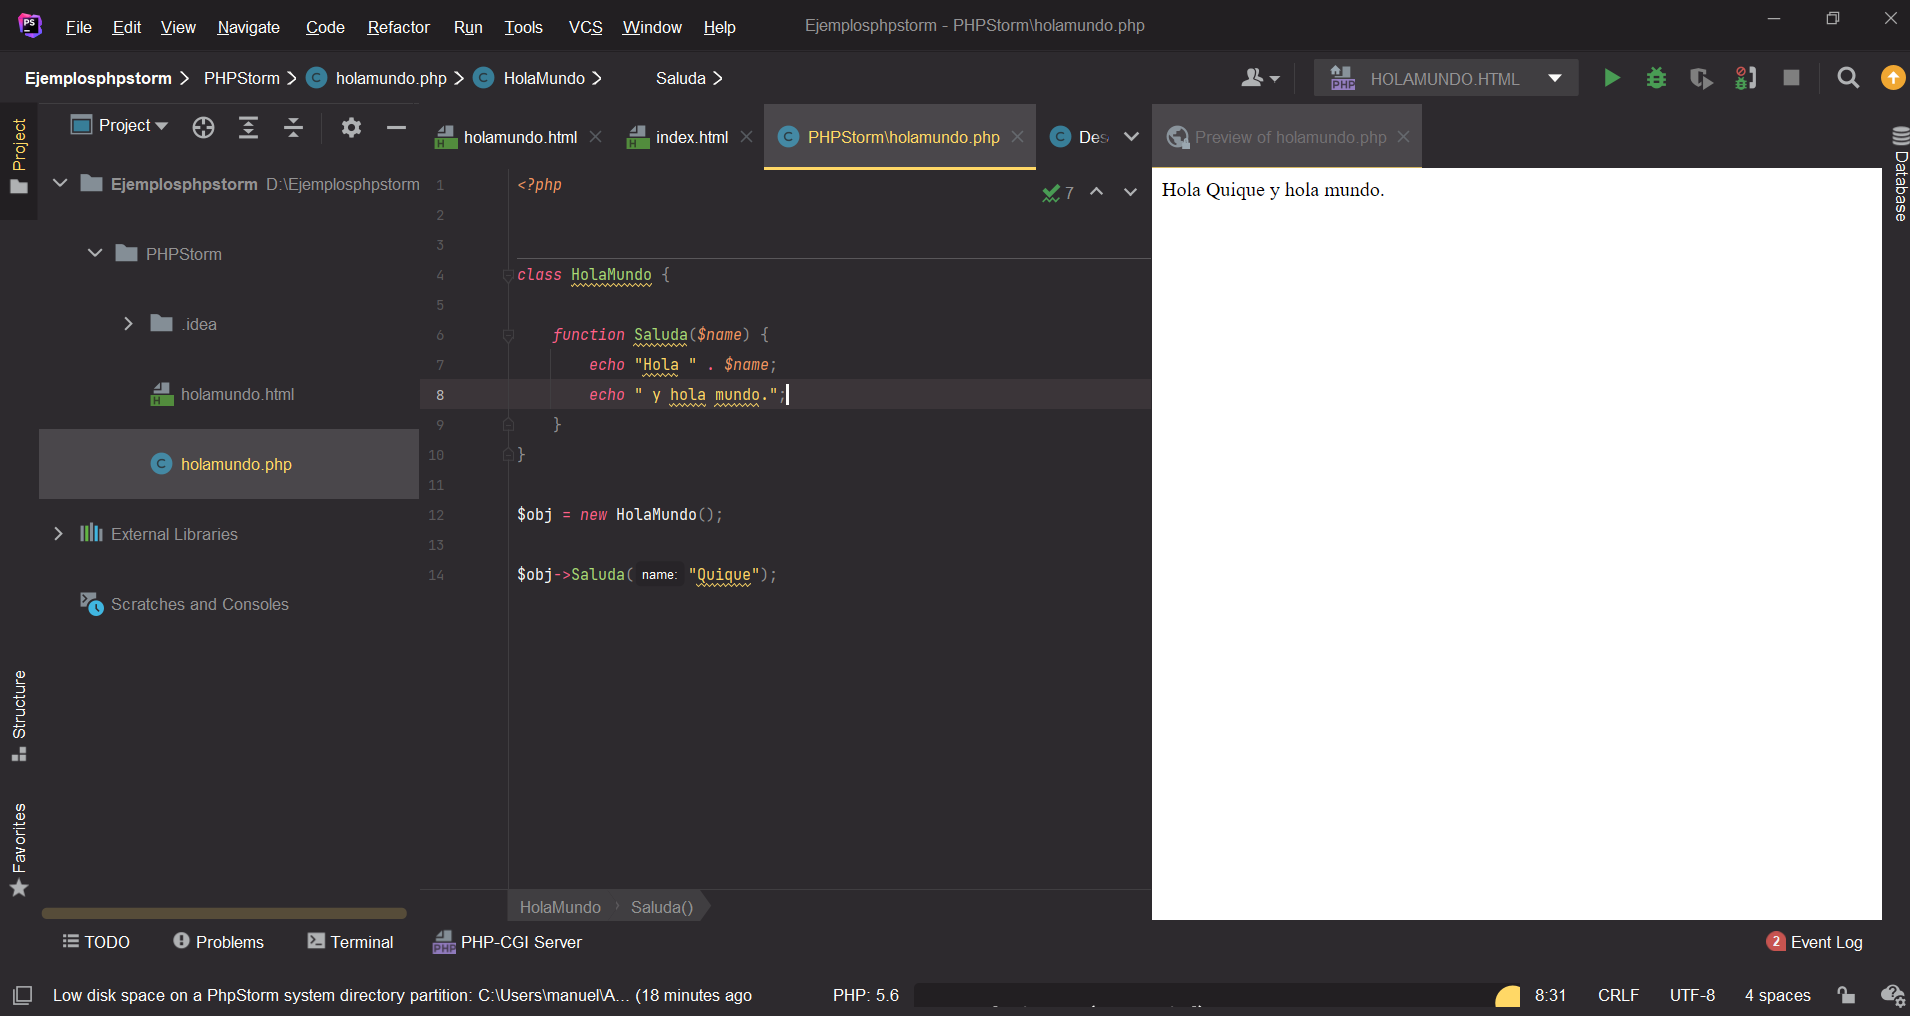 PS
File Edit View Navigate Code Refactor Run Tools VCS Window Help
Ejemplosphpstorm - PHPStorm\holamundo.php
Ejemplosphpstorm PHPStorm C holamundo.php C HolaMundo Saluda
PHP HOLAMUNDO.HTML
Project
Structure
Favorites
Project
Ejemplosphpstorm D:\Ejemplosphpstorm
PHPStorm
.idea
H holamundo.html
C holamundo.php
External Libraries
Scratches and Consoles
H holamundo.html
H index.html
C PHPStorm\holamundo.php
C Des
7
1 <?php
2
3
4 class HolaMundo {
5
6 function Saluda($name) {
7 echo "Hola " . $name;
8 echo " y hola mundo.";
9 }
10 }
11
12 $obj = new HolaMundo();
13
14 $obj->Saluda( name: "Quique");
HolaMundo Saluda()
Preview of holamundo.php
Hola Quique y hola mundo.
Database
TODO Problems Terminal PHP PHP-CGI Server
2 Event Log
Low disk space on a PhpStorm system directory partition: C:\Users\manuel\A... (18 minutes ago
PHP: 5.6
8:31 CRLF UTF-8 4 spaces